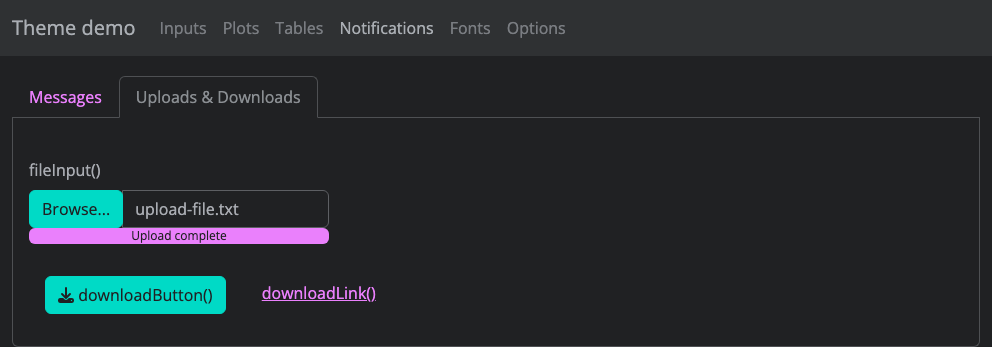 Theme demo Inputs Plots Tables Notifications Fonts Options
Messages Uploads & Downloads
fileInput()
Browse... upload-file.txt
Upload complete
downloadButton() downloadLink()